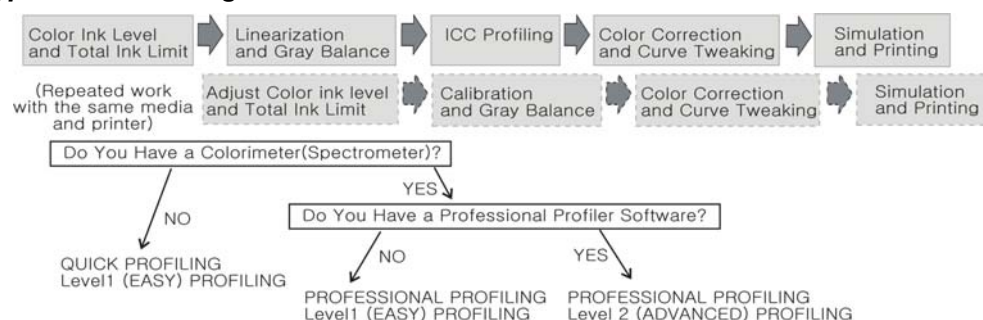 Color Ink Level
and Total Ink Limit
Linearization
and Gray Balance
ICC Profiling
Color Correction
and Curve Tweaking
Simulation
and Printing
(Repeated work
with the same media
and printer)
Adjust Color ink level
and Total Ink Limit
Calibration
and Gray Balance
Color Correction
and Curve Tweaking
Simulation
and Printing
Do You Have a Colorimeter(Spectrometer)?
NO
YES
QUICK PROFILING
Level1 (EASY) PROFILING
Do You Have a Professional Profiler Software?
NO
YES
PROFESSIONAL PROFILING
Level1 (EASY) PROFILING
PROFESSIONAL PROFILING
Level 2 (ADVANCED) PROFILING